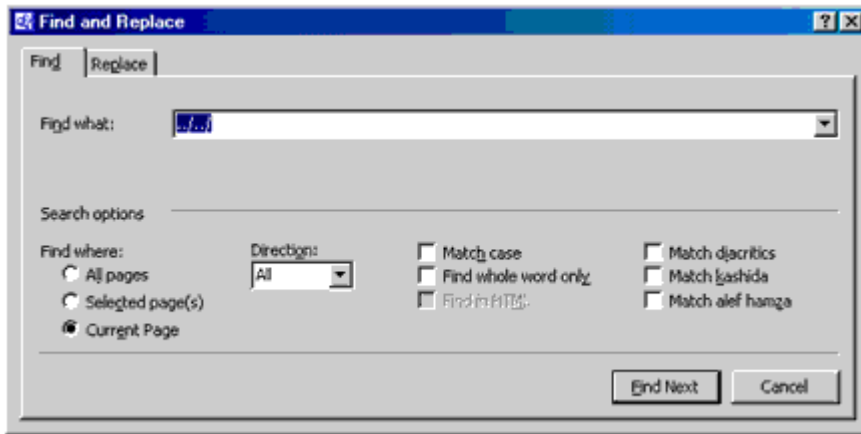 Find and Replace
Find Replace
Find what: ../../
Search options
Find where: Direction: Match case Match diacritics
All pages All Find whole word only Match kashida
Selected page(s) Find in HTML Match alef hamza
Current Page
Find Next Cancel